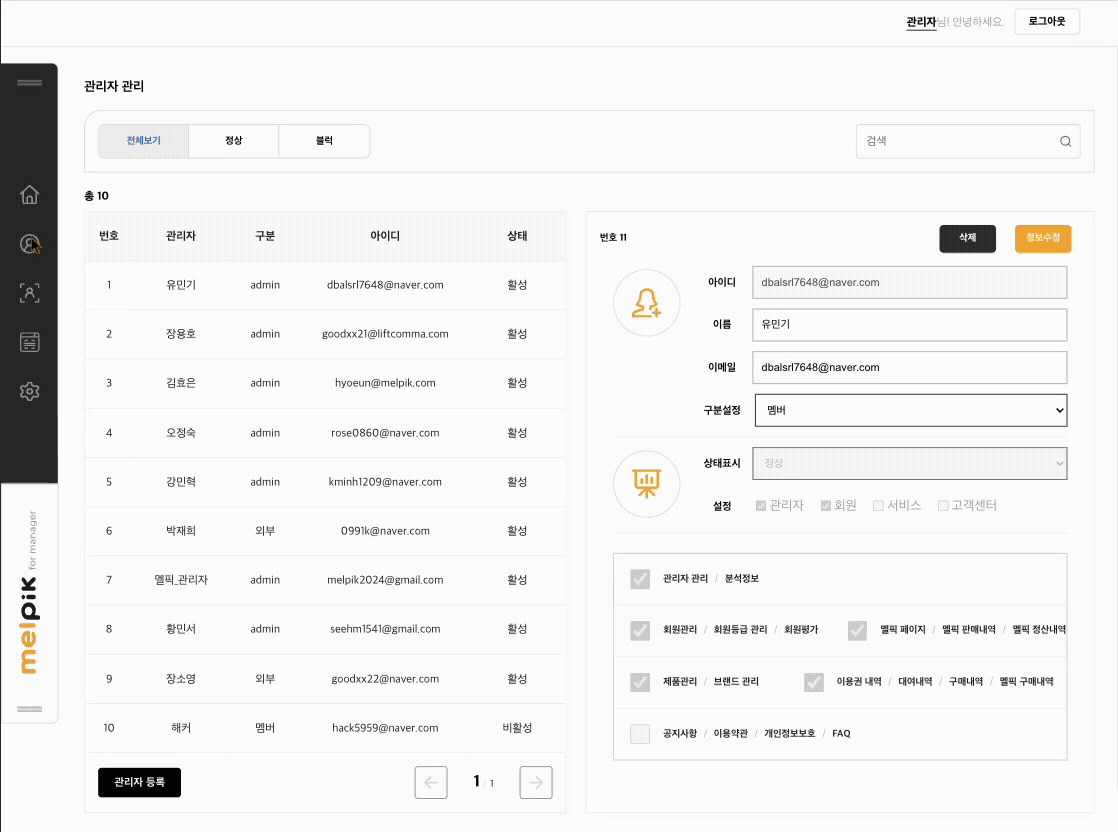 관리자님! 안녕하세요. 로그아웃
관리자 관리
전체보기 정상 블럭 검색
총 10
번호 관리자 구분 아이디 상태
1 유민기 admin dbalsrl7648@naver.com 활성
2 장용호 admin goodxx21@liftcomma.com 활성
3 김효은 admin hyoeun@melpik.com 활성
4 오정숙 admin rose0860@naver.com 활성
5 강민혁 admin kminh1209@naver.com 활성
6 박재희 외부 0991k@naver.com 활성
7 멜픽_관리자 admin melpik2024@gmail.com 활성
8 황민서 admin seehm1541@gmail.com 활성
9 장소영 외부 goodxx22@naver.com 활성
10 해커 멤버 hack5959@naver.com 비활성
관리자 등록 1 / 1
번호 11 삭제 정보수정
아이디 dbalsrl7648@naver.com
이름 유민기
이메일 dbalsrl7648@naver.com
구분설정 멤버
상태표시 정상
설정 관리자 회원 서비스 고객센터
관리자 관리 / 분석정보
회원관리 / 회원등급 관리 / 회원평가 멜픽 페이지 / 멜픽 판매내역 / 멜픽 정산내역
제품관리 / 브랜드 관리 이용권 내역 / 대여내역 / 구매내역 / 멜픽 구매내역
공지사항 / 이용약관 / 개인정보보호 / FAQ
melpik for manager